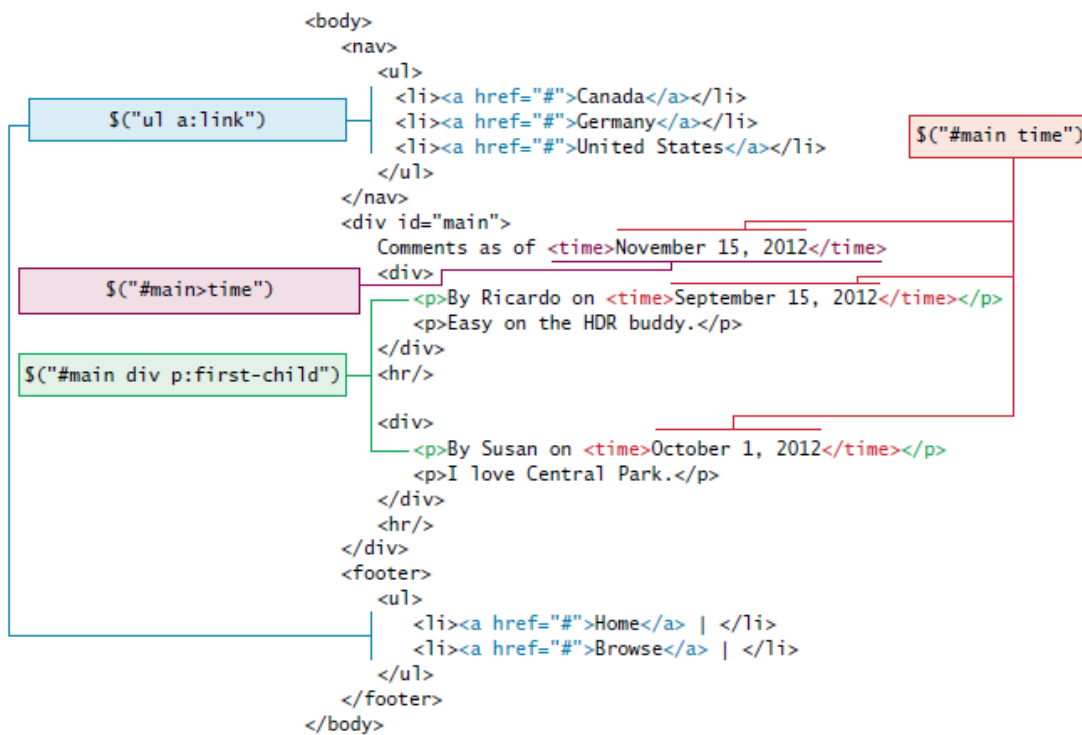 <body>
<nav>
<ul>
<li><a href="#">Canada</a></li>
$("ul a:link")
<li><a href="#">Germany</a></li>
$("#main time")
<li><a href="#">United States</a></li>
</ul>
</nav>
<div id="main">
Comments as of <time>November 15, 2012</time>
<div>
$("#main>time")
<p>By Ricardo on <time>September 15, 2012</time></p>
<p>Easy on the HDR buddy.</p>
</div>
$("#main div p:first-child")
<hr/>
<div>
<p>By Susan on <time>October 1, 2012</time></p>
<p>I love Central Park.</p>
</div>
<hr/>
</div>
<footer>
<ul>
<li><a href="#">Home</a> | </li>
<li><a href="#">Browse</a> | </li>
</ul>
</footer>
</body>